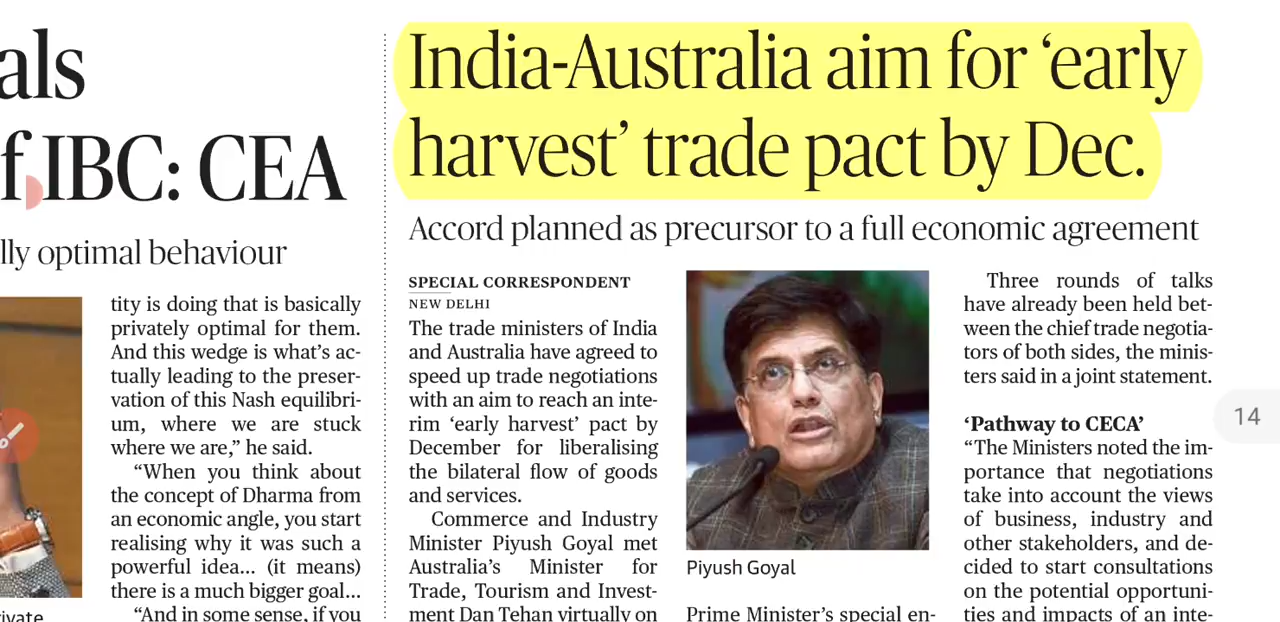 als
f IBC: CEA
lly optimal behaviour
tity is doing that is basically
privately optimal for them.
And this wedge is what's ac-
tually leading to the preser-
vation of this Nash equilibri-
um, where we are stuck
where we are,” he said.
“When you think about
the concept of Dharma from
an economic angle, you start
realising why it was such a
powerful idea... (it means)
there is a much bigger goal...
“And in some sense, if you
India-Australia aim for ‘early
harvest’ trade pact by Dec.
Accord planned as precursor to a full economic agreement
SPECIAL CORRESPONDENT
NEW DELHI
The trade ministers of India
and Australia have agreed to
speed up trade negotiations
with an aim to reach an inte-
rim ‘early harvest’ pact by
December for liberalising
the bilateral flow of goods
and services.
Commerce and Industry
Minister Piyush Goyal met
Australia’s Minister for
Trade, Tourism and Invest-
ment Dan Tehan virtually on
Piyush Goyal
Prime Minister’s special en-
Three rounds of talks
have already been held bet-
ween the chief trade negotia-
tors of both sides, the minis-
ters said in a joint statement.
‘Pathway to CECA’
“The Ministers noted the im-
portance that negotiations
take into account the views
of business, industry and
other stakeholders, and de-
cided to start consultations
on the potential opportuni-
ties and impacts of an inte-
14